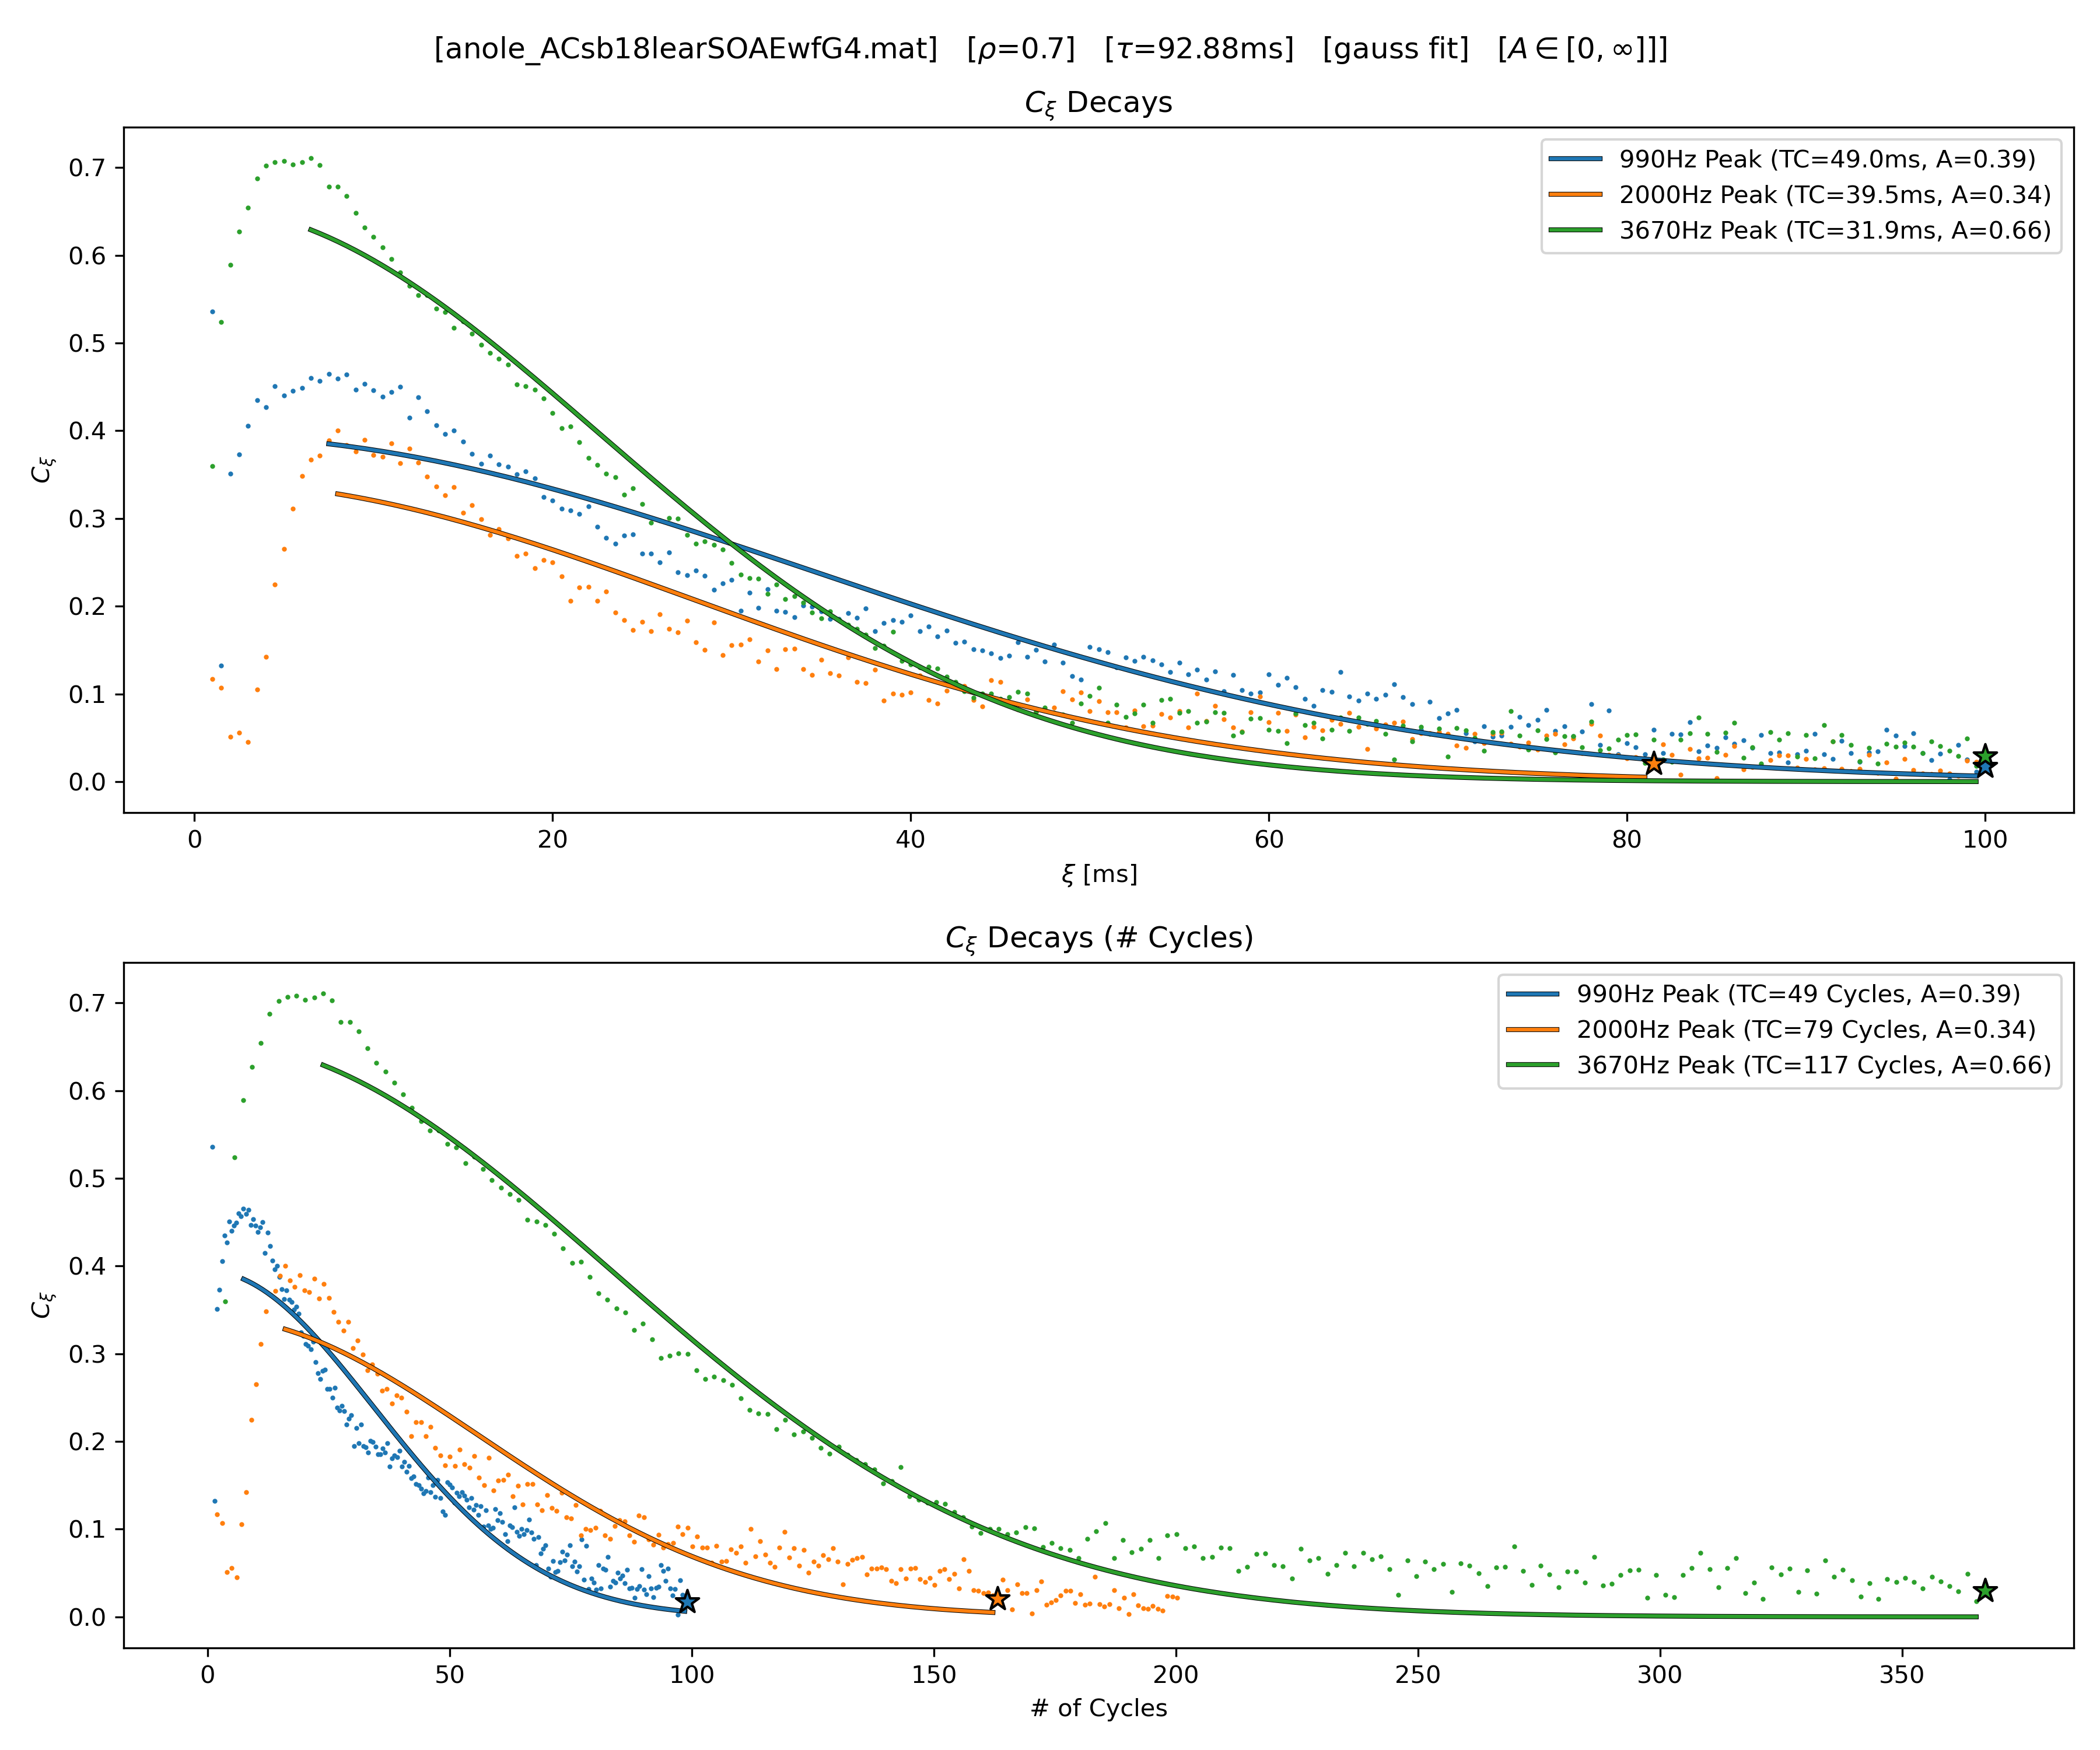 [anole_ACsb18learSOAEwfG4.mat] [ρ=0.7] [τ=92.88ms] [gauss fit] [A ∈ [0, ∞]]]
C_ξ Decays
0.7
0.6
0.5
0.4
0.3
0.2
0.1
0.0
C_ξ
990Hz Peak (TC=49.0ms, A=0.39)
2000Hz Peak (TC=39.5ms, A=0.34)
3670Hz Peak (TC=31.9ms, A=0.66)
0 20 40 60 80 100
ξ [ms]
C_ξ Decays (# Cycles)
0.7
0.6
0.5
0.4
0.3
0.2
0.1
0.0
C_ξ
990Hz Peak (TC=49 Cycles, A=0.39)
2000Hz Peak (TC=79 Cycles, A=0.34)
3670Hz Peak (TC=117 Cycles, A=0.66)
0 50 100 150 200 250 300 350
# of Cycles